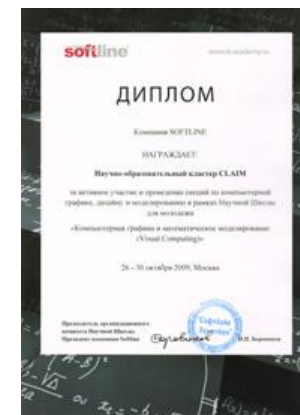 softline
ДИПЛОМ
Компания SOFTLINE
НАГРАЖДАЕТ:
Научно-образовательный кластер CLAIM
за активное участие и проведение секций по компьютерной
графике, дизайну и моделированию в рамках Научной Школы
для молодежи
«Компьютерная графика и математическое моделирование
(Visual Computing)»
26 - 30 октября 2009, Москва
Председатель организационного
комитета Научной Школы
Президент компании Softline
И.П. Боровиков